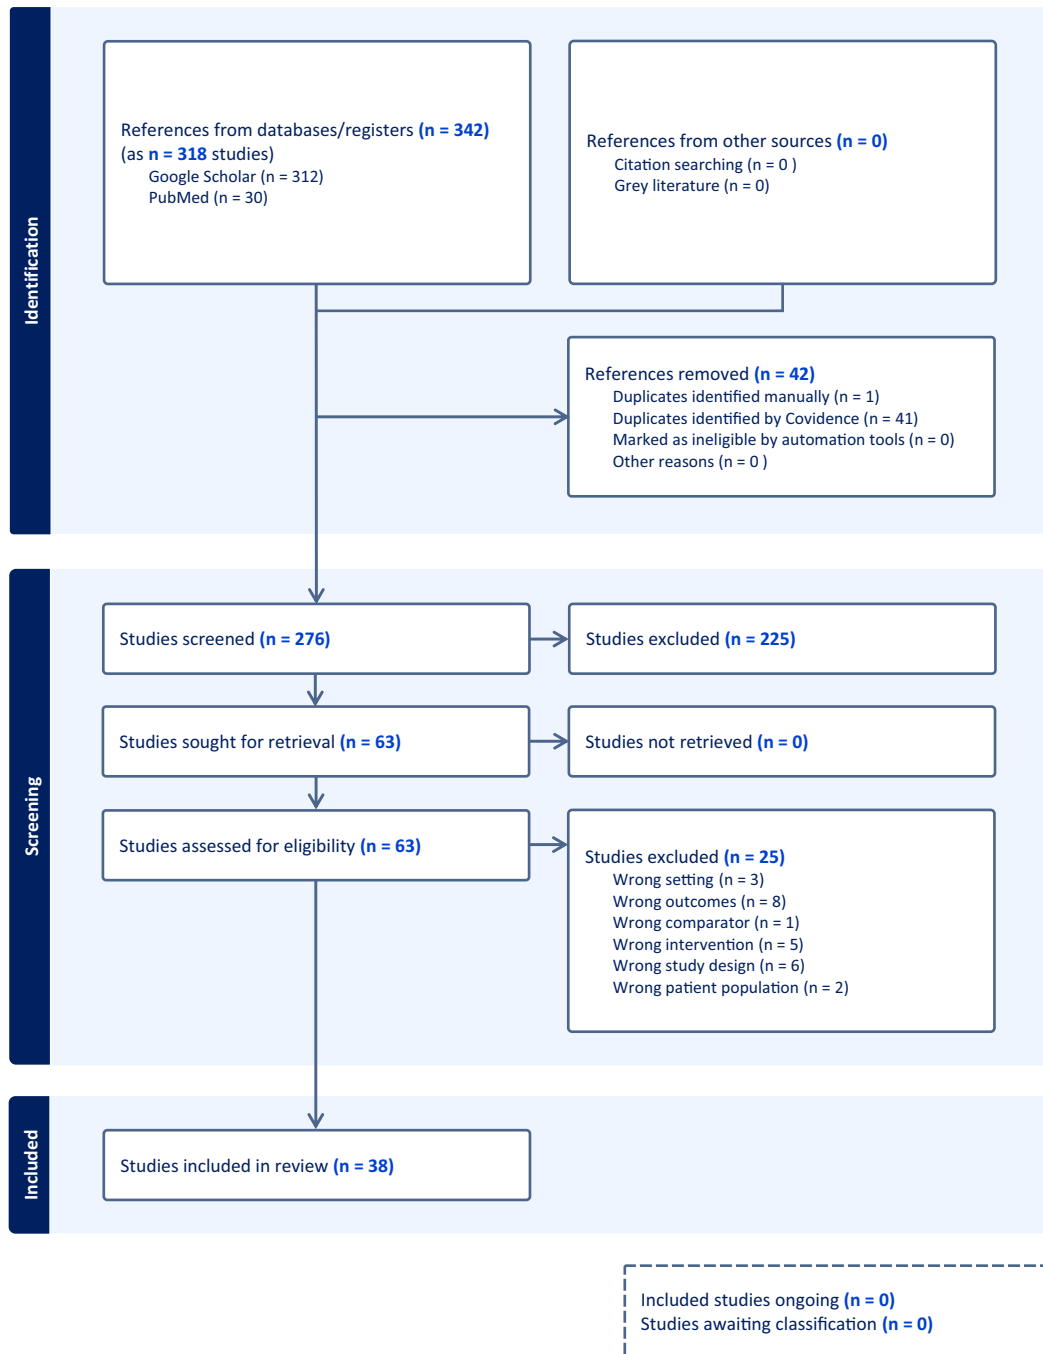 Identification
References from databases/registers (n = 342)
(as n = 318 studies)
Google Scholar (n = 312)
PubMed (n = 30)
References from other sources (n = 0)
Citation searching (n = 0 )
Grey literature (n = 0)
References removed (n = 42)
Duplicates identified manually (n = 1)
Duplicates identified by Covidence (n = 41)
Marked as ineligible by automation tools (n = 0)
Other reasons (n = 0 )
Screening
Studies screened (n = 276)
Studies excluded (n = 225)
Studies sought for retrieval (n = 63)
Studies not retrieved (n = 0)
Studies assessed for eligibility (n = 63)
Studies excluded (n = 25)
Wrong setting (n = 3)
Wrong outcomes (n = 8)
Wrong comparator (n = 1)
Wrong intervention (n = 5)
Wrong study design (n = 6)
Wrong patient population (n = 2)
Included
Studies included in review (n = 38)
Included studies ongoing (n = 0)
Studies awaiting classification (n = 0)